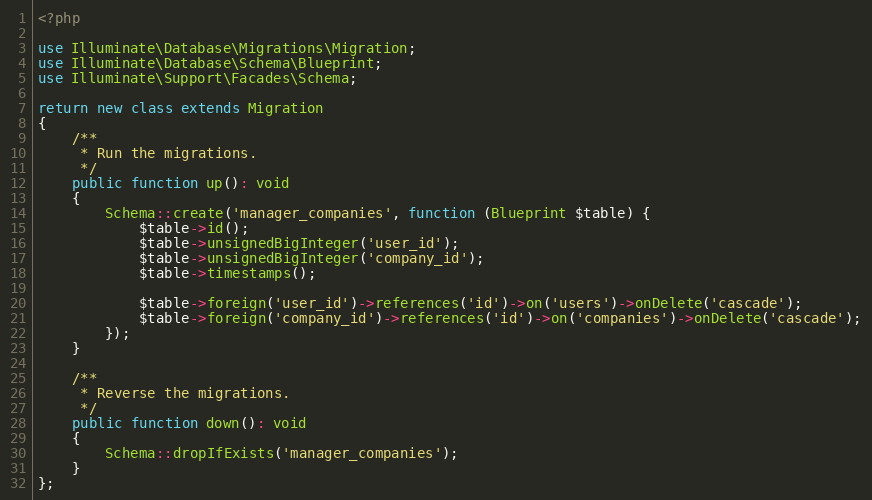 1 <?php
2
3 use Illuminate\Database\Migrations\Migration;
4 use Illuminate\Database\Schema\Blueprint;
5 use Illuminate\Support\Facades\Schema;
6
7 return new class extends Migration
8 {
9     /**
10      * Run the migrations.
11      */
12     public function up(): void
13     {
14         Schema::create('manager_companies', function (Blueprint $table) {
15             $table->id();
16             $table->unsignedBigInteger('user_id');
17             $table->unsignedBigInteger('company_id');
18             $table->timestamps();
19
20             $table->foreign('user_id')->references('id')->on('users')->onDelete('cascade');
21             $table->foreign('company_id')->references('id')->on('companies')->onDelete('cascade');
22         });
23     }
24
25     /**
26      * Reverse the migrations.
27      */
28     public function down(): void
29     {
30         Schema::dropIfExists('manager_companies');
31     }
32 };